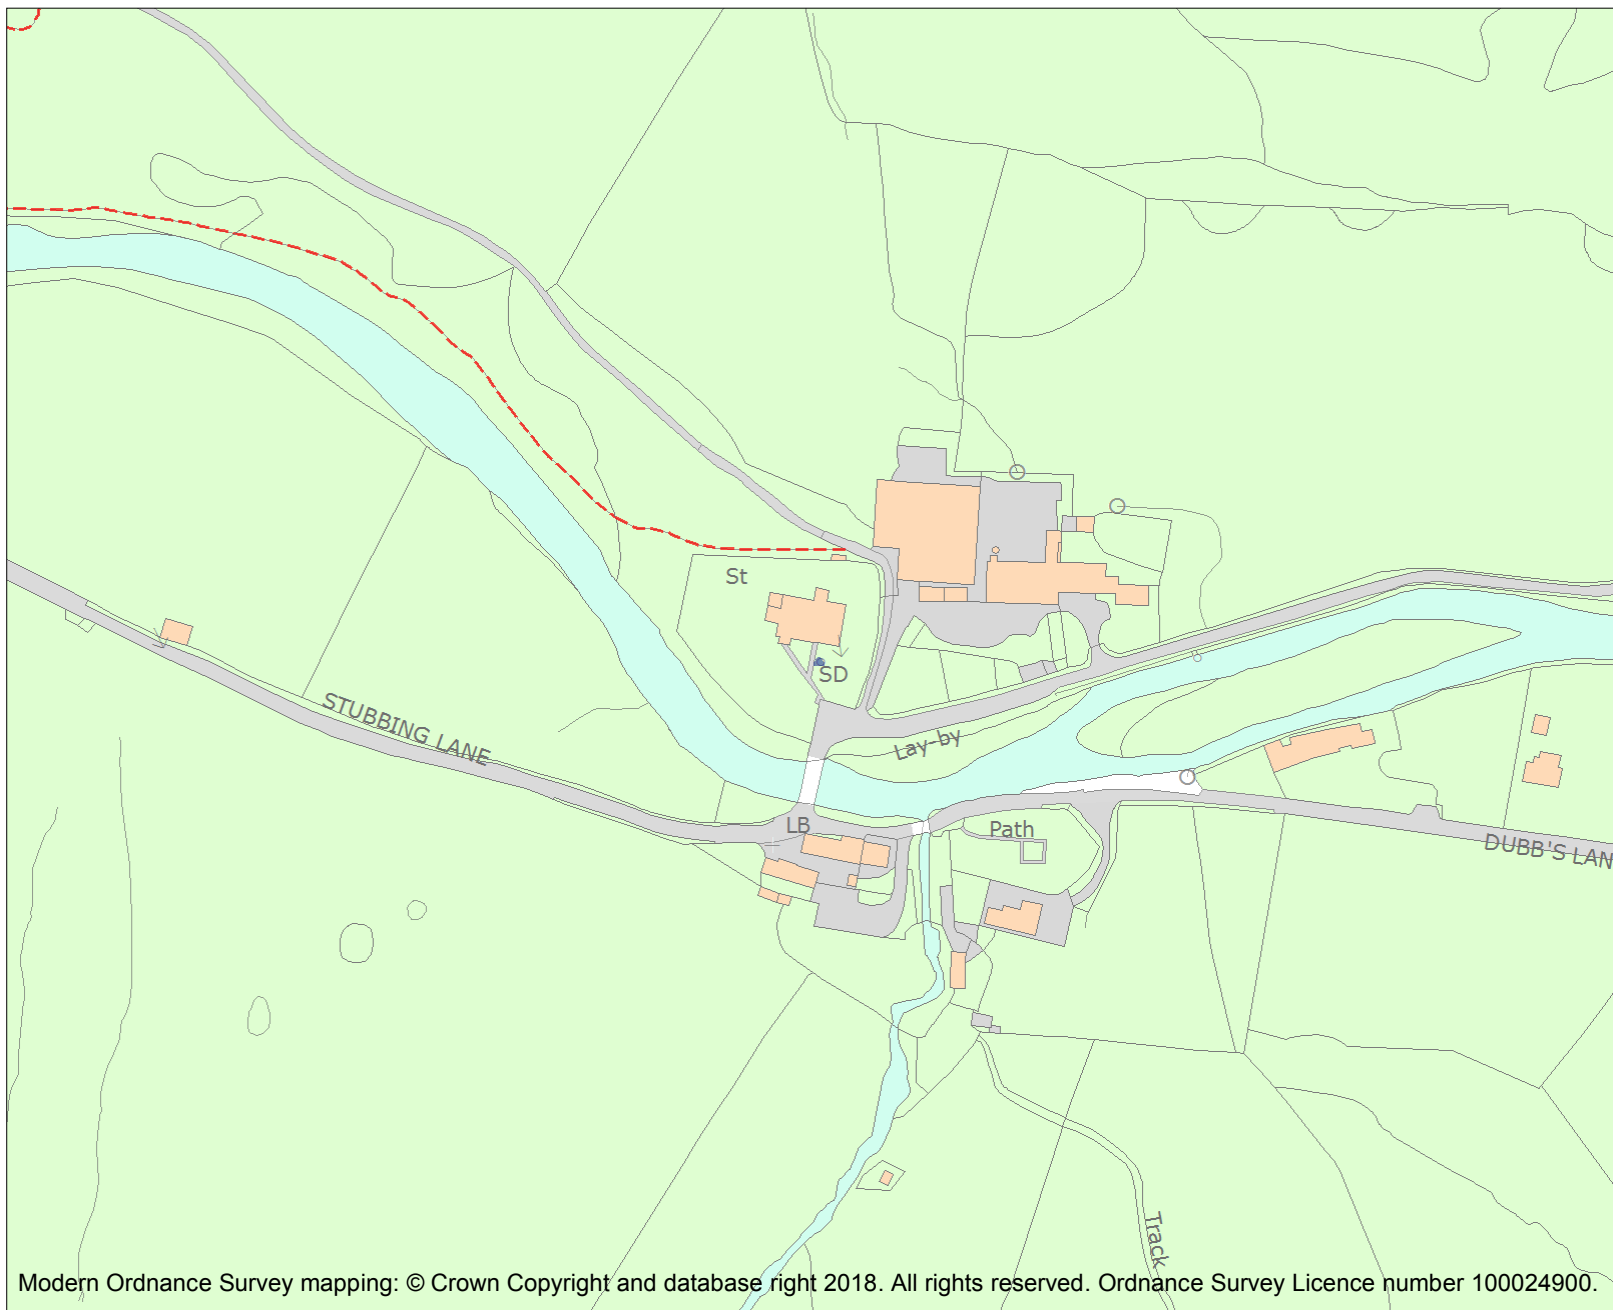 St
SD
STUBBING LANE
Lay-by
LB
Path
DUBB'S LAN
Track
Modern Ordnance Survey mapping: © Crown Copyright and database right 2018. All rights reserved. Ordnance Survey Licence number 100024900.